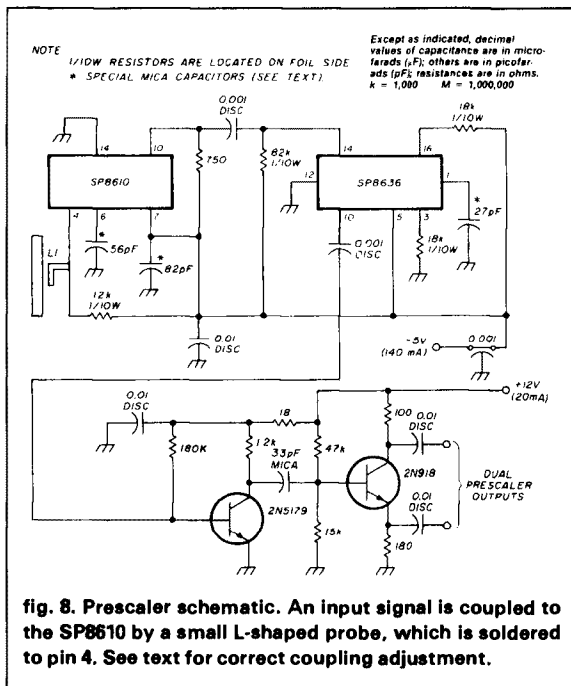 NOTE
1/10W RESISTORS ARE LOCATED ON FOIL SIDE
* SPECIAL MICA CAPACITORS (SEE TEXT).
Except as indicated, decimal
values of capacitance are in micro-
farads (µF); others are in picofar-
ads (pF); resistances are in ohms.
k = 1,000 M = 1,000,000
0.001
DISC
18k
1/10W
14
10
750
82k
1/10W
14
16
SP8610
12
SP8636
1
4
6
7
10
5
3
*
27pF
L1
*
56pF
*
82pF
0.001
DISC
18k
1/10W
12k
1/10W
0.01
DISC
-5V
(140 mA)
0.001
+12V
(20mA)
0.01
DISC
18
100
0.01
DISC
180K
1.2k
33pF
MICA
47k
2N918
DUAL
PRESCALER
OUTPUTS
2N5179
15k
0.01
DISC
180
fig. 8. Prescaler schematic. An input signal is coupled to
the SP8610 by a small L-shaped probe, which is soldered
to pin 4. See text for correct coupling adjustment.